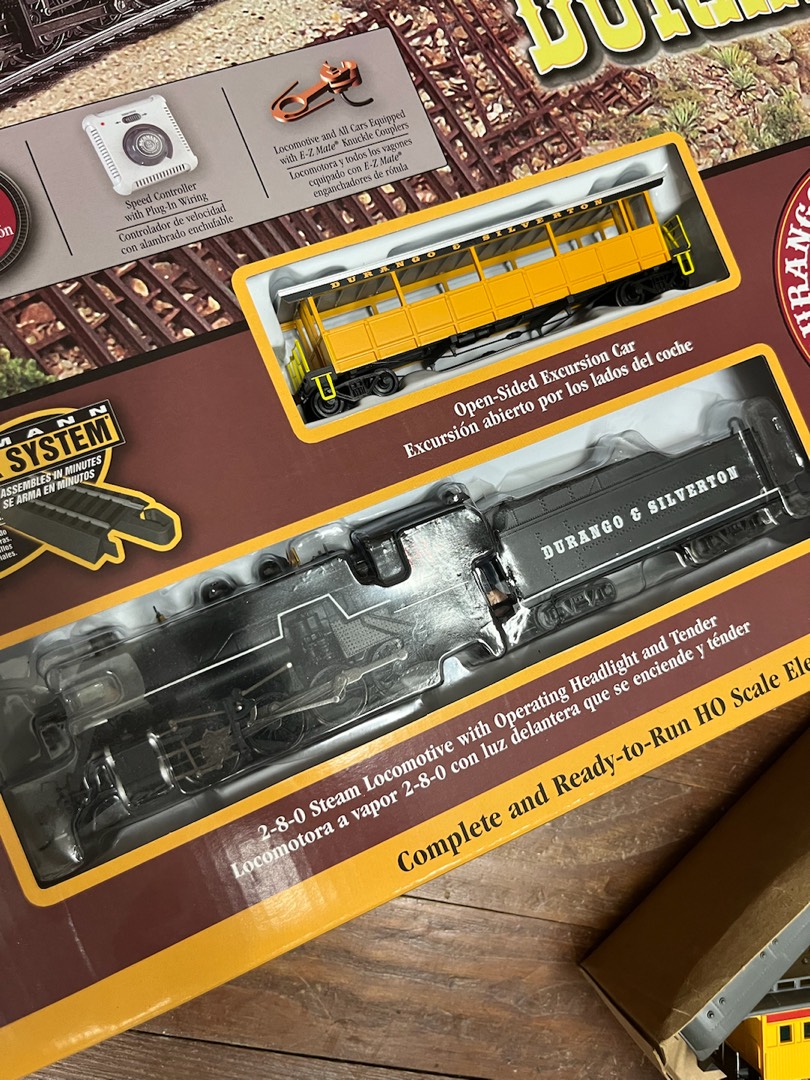 Speed Controller
with Plug-In Wiring
Controlador de velocidad
con alambrado enchufable
Locomotive and All Cars Equipped
with E-Z Mate® Knuckle Couplers
Locomotora y todos los vagones
equipado con E-Z Mate®
enganchadores de rótula
DURANGO & SILVERTON
Open-Sided Excursion Car
Excursión abierto por los lados del coche
SYSTEM
ASSEMBLES IN MINUTES
SE ARMA EN MINUTOS
DURANGO & SILVERTON
2-8-0 Steam Locomotive with Operating Headlight and Tender
Locomotora a vapor 2-8-0 con luz delantera que se enciende y ténder
Complete and Ready-to-Run HO Scale Ele